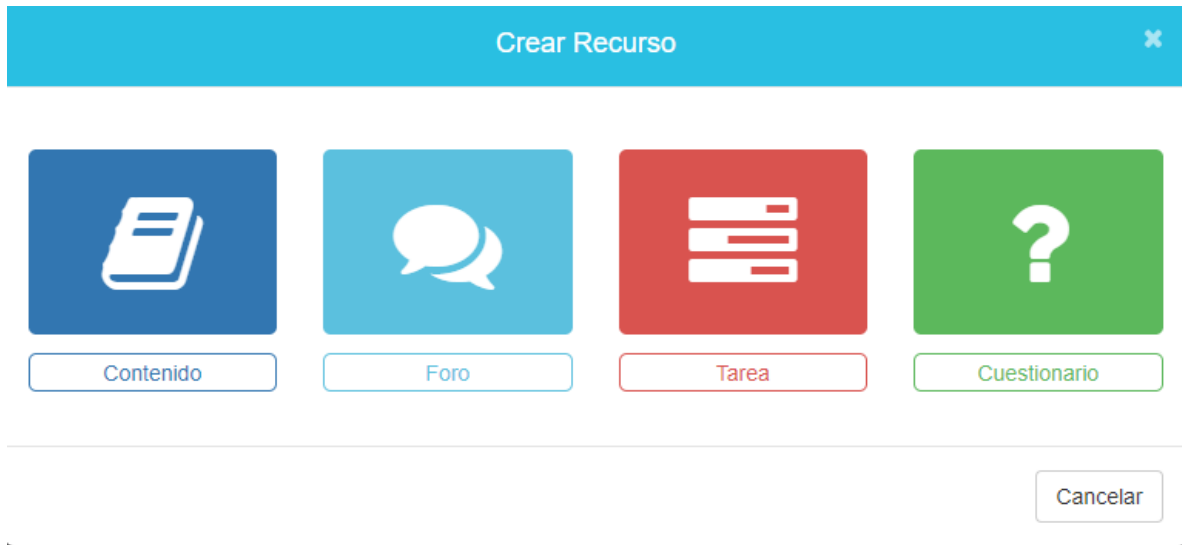 Crear Recurso
Contenido
Foro
Tarea
Cuestionario
Cancelar